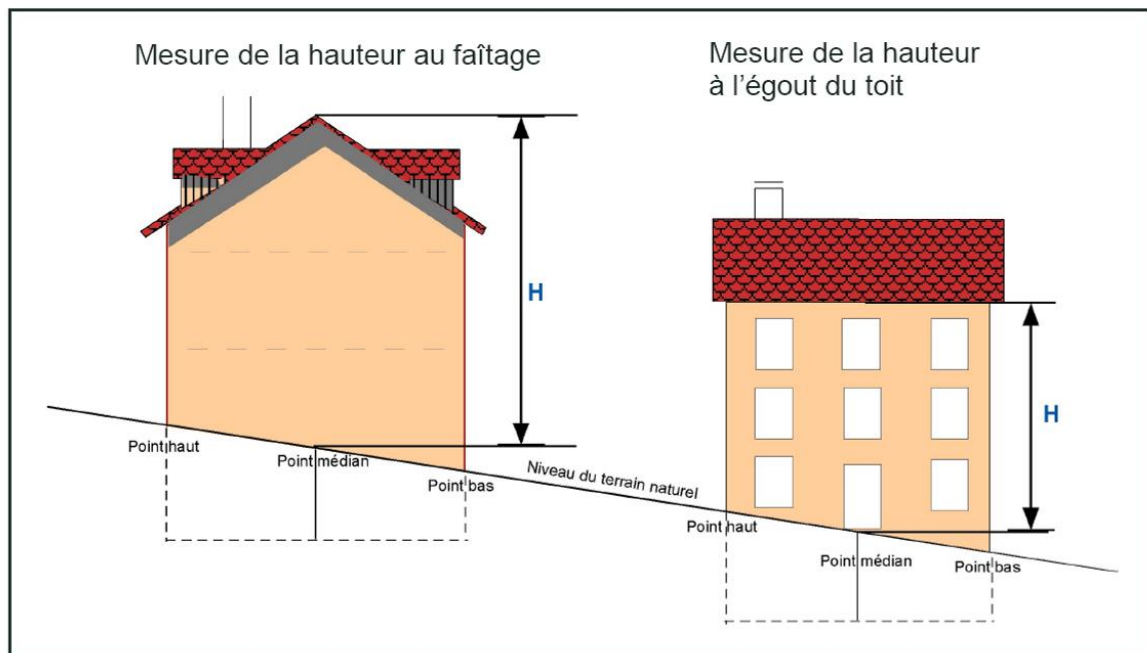 Mesure de la hauteur au faîtage
Mesure de la hauteur
à l'égout du toit
H
H
Point haut
Point médian
Point bas
Niveau du terrain naturel
Point haut
Point médian
Point bas